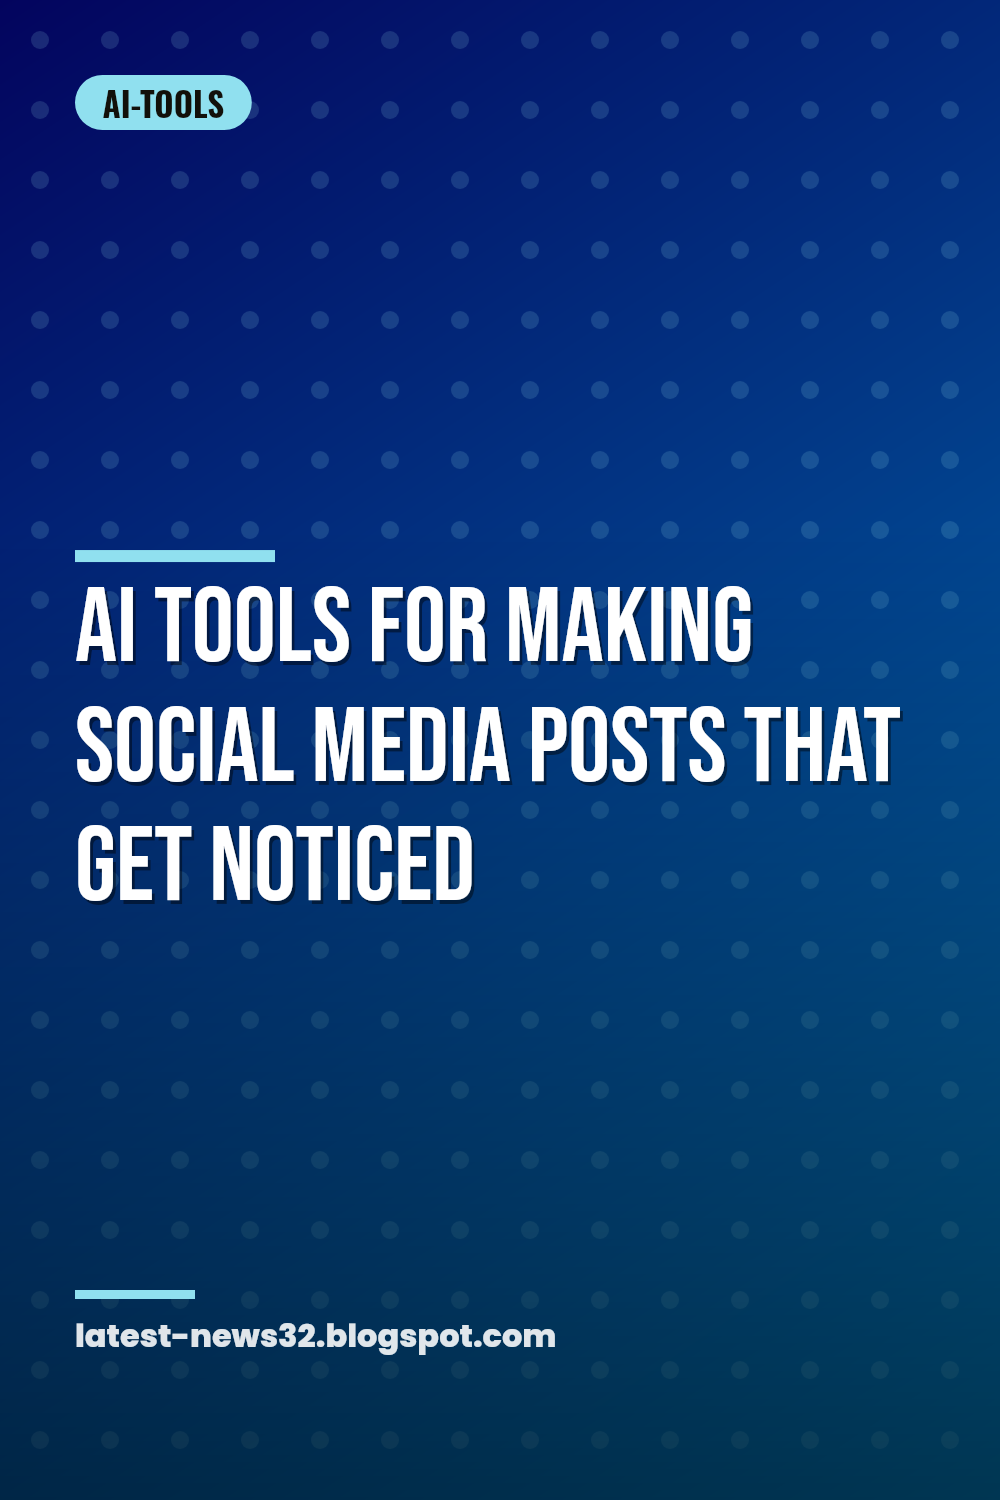 AI-TOOLS
AI TOOLS FOR MAKING
SOCIAL MEDIA POSTS THAT
GET NOTICED
latest-news32.blogspot.com